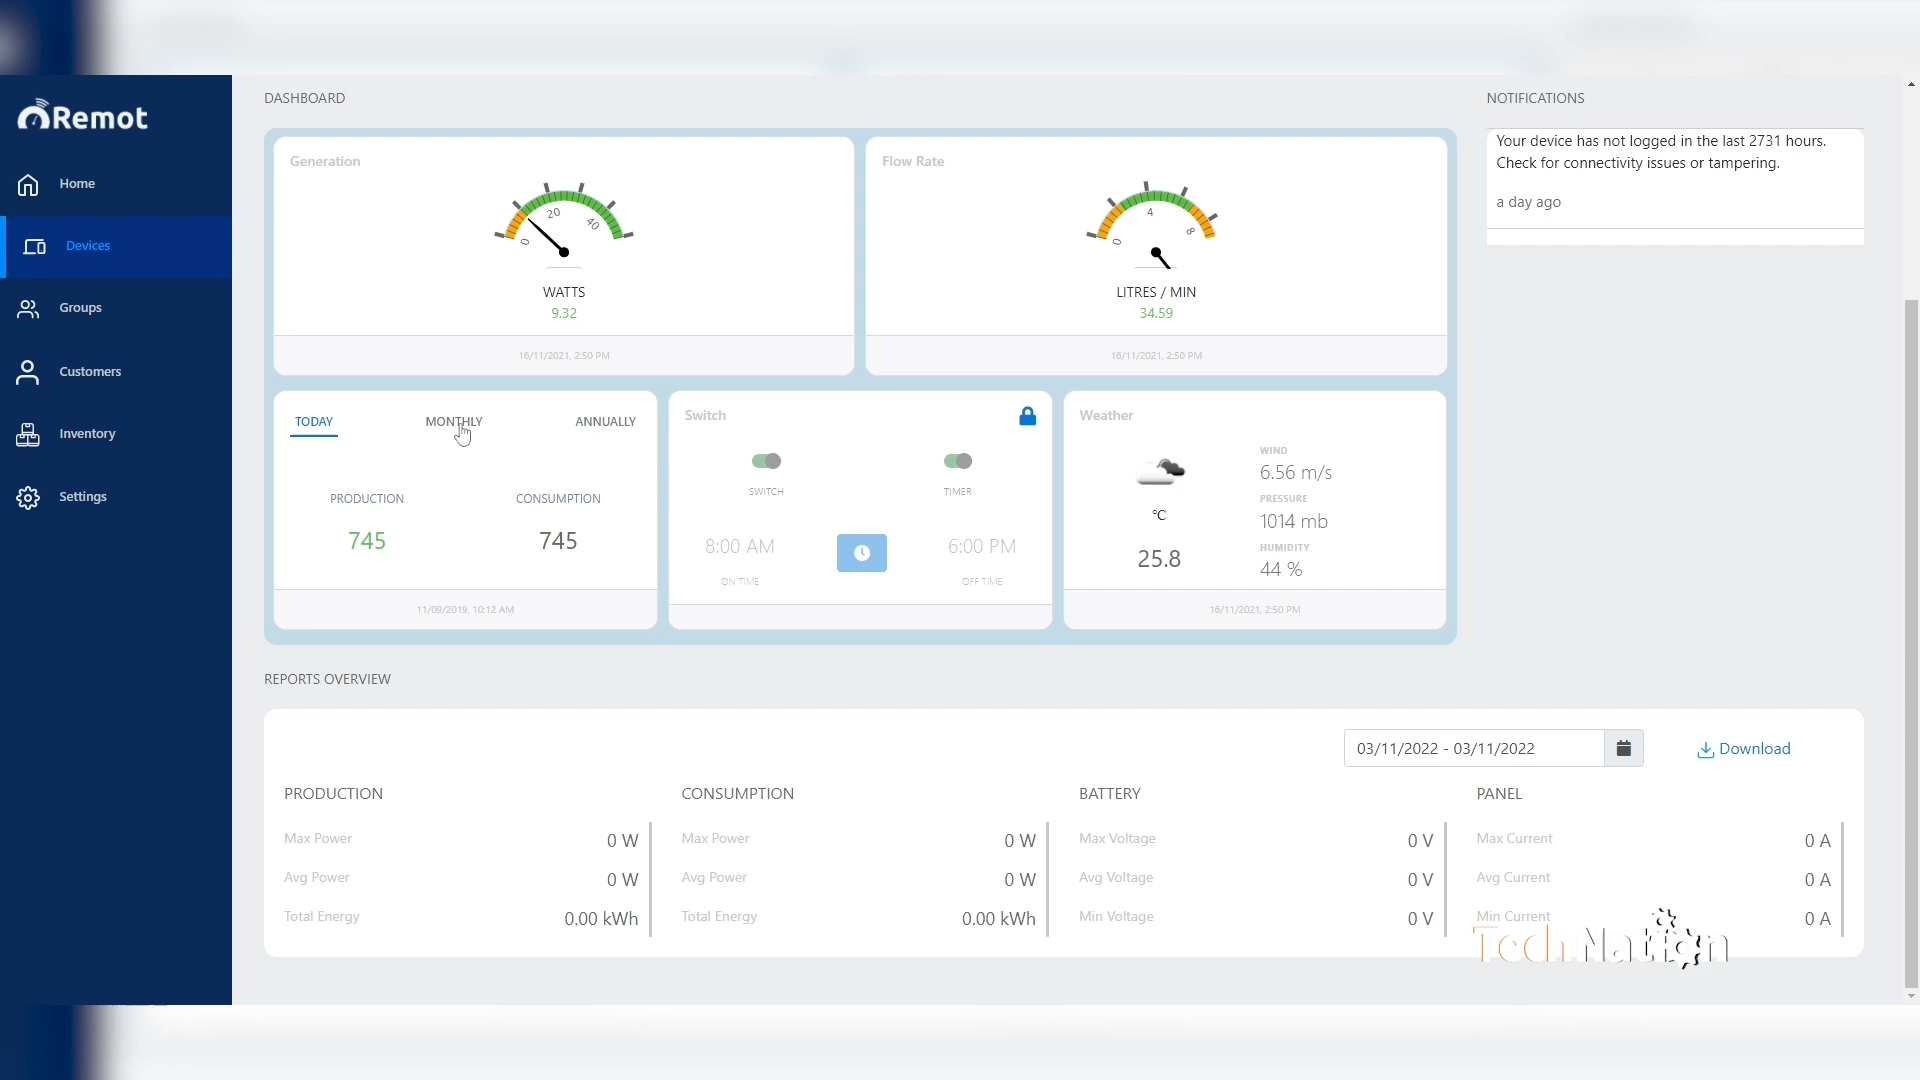 Remot
Home
Devices
Groups
Customers
Inventory
Settings
DASHBOARD
Generation
0
20
40
WATTS
9.32
16/11/2021, 2:50 PM
Flow Rate
0
4
8
LITRES / MIN
34.59
16/11/2021, 2:50 PM
NOTIFICATIONS
Your device has not logged in the last 2731 hours.
Check for connectivity issues or tampering.
a day ago
TODAY MONTHLY ANNUALLY
PRODUCTION CONSUMPTION
745 745
11/09/2019, 10:12 AM
Switch
SWITCH TIMER
8:00 AM 6:00 PM
ON TIME OFF TIME
Weather
°C
25.8
WIND
6.56 m/s
PRESSURE
1014 mb
HUMIDITY
44 %
16/11/2021, 2:50 PM
REPORTS OVERVIEW
03/11/2022 - 03/11/2022
Download
PRODUCTION
Max Power 0 W
Avg Power 0 W
Total Energy 0.00 kWh
CONSUMPTION
Max Power 0 W
Avg Power 0 W
Total Energy 0.00 kWh
BATTERY
Max Voltage 0 V
Avg Voltage 0 V
Min Voltage 0 V
PANEL
Max Current 0 A
Avg Current 0 A
Min Current 0 A
TechNation